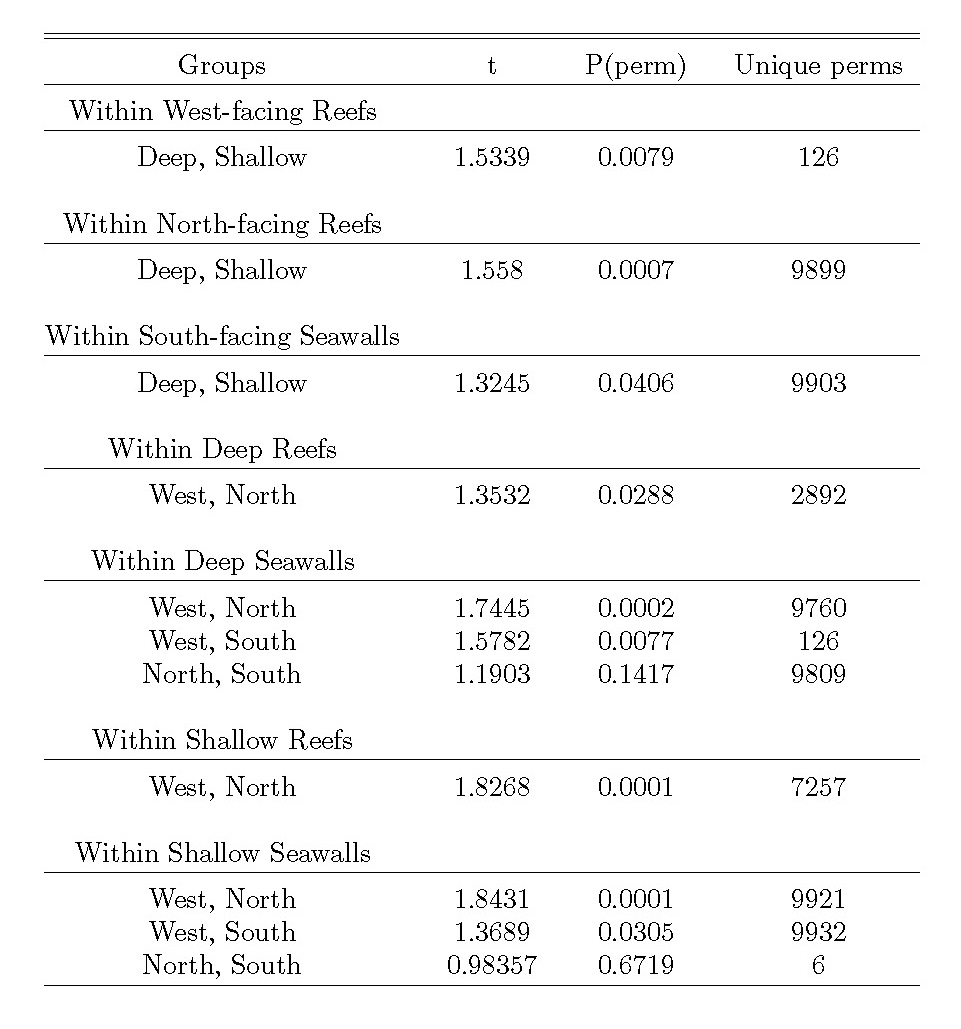 Groups t P(perm) Unique perms
Within West-facing Reefs
Deep, Shallow 1.5339 0.0079 126
Within North-facing Reefs
Deep, Shallow 1.558 0.0007 9899
Within South-facing Seawalls
Deep, Shallow 1.3245 0.0406 9903
Within Deep Reefs
West, North 1.3532 0.0288 2892
Within Deep Seawalls
West, North 1.7445 0.0002 9760
West, South 1.5782 0.0077 126
North, South 1.1903 0.1417 9809
Within Shallow Reefs
West, North 1.8268 0.0001 7257
Within Shallow Seawalls
West, North 1.8431 0.0001 9921
West, South 1.3689 0.0305 9932
North, South 0.98357 0.6719 6